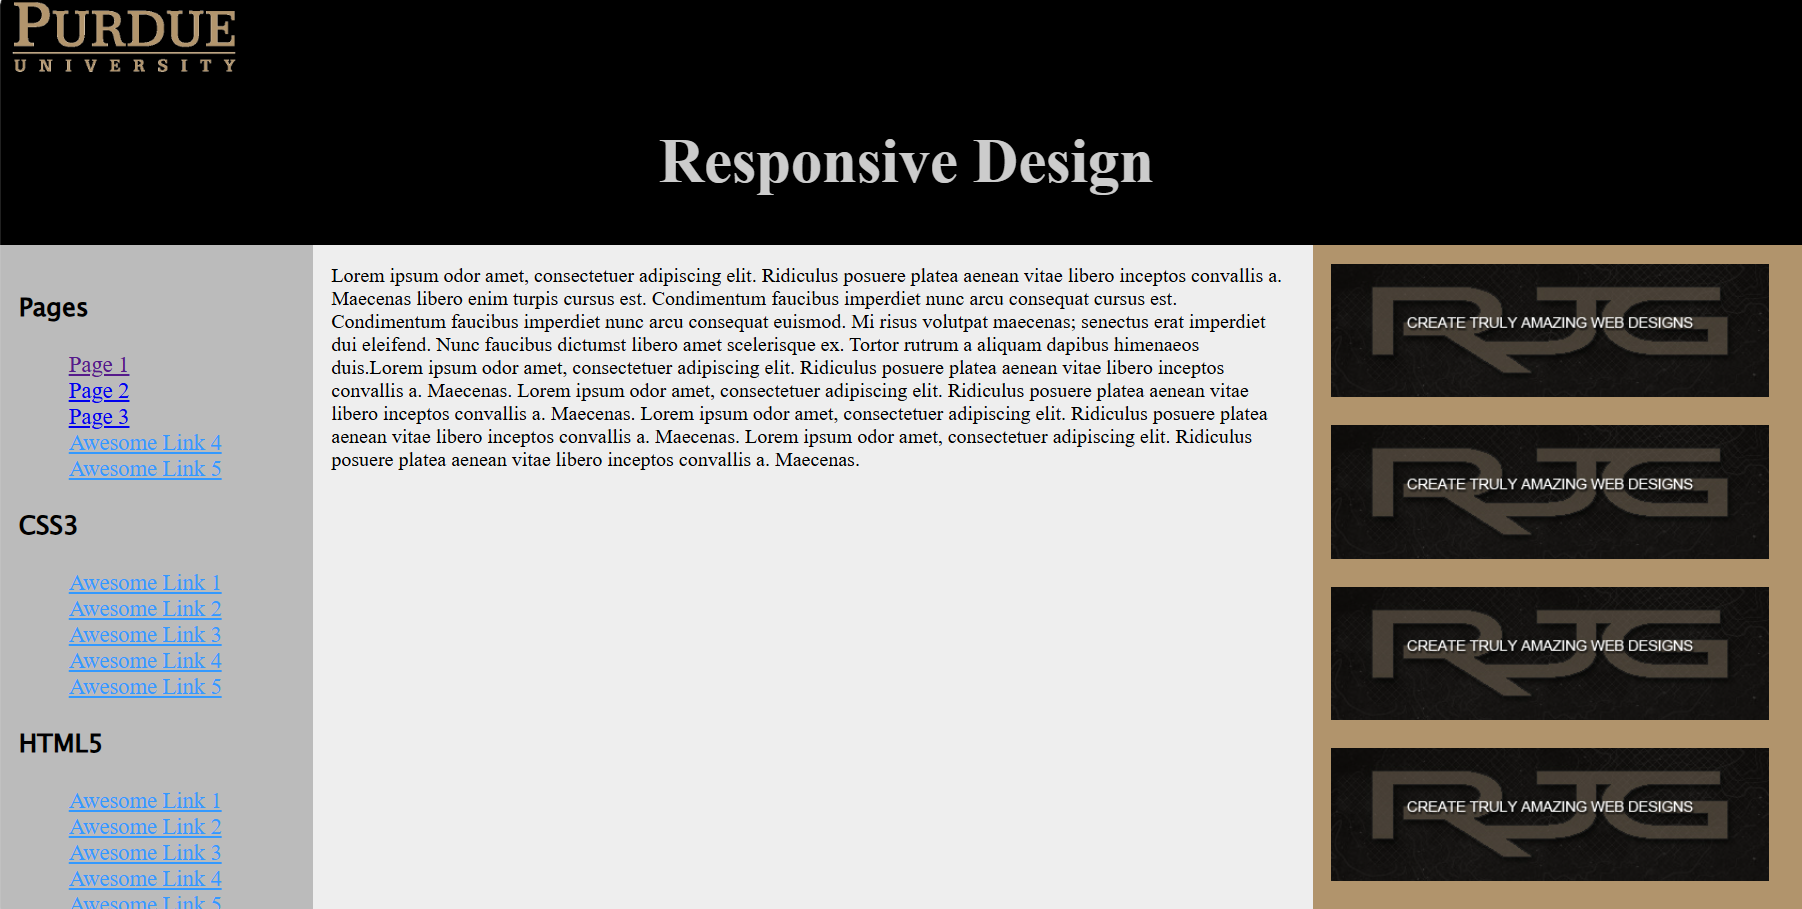 PURDUE
UNIVERSITY
Responsive Design
Pages
Page 1
Page 2
Page 3
Awesome Link 4
Awesome Link 5
CSS3
Awesome Link 1
Awesome Link 2
Awesome Link 3
Awesome Link 4
Awesome Link 5
HTML5
Awesome Link 1
Awesome Link 2
Awesome Link 3
Awesome Link 4
Awesome Link 5
Lorem ipsum odor amet, consectetuer adipiscing elit. Ridiculus posuere platea aenean vitae libero inceptos convallis a.
Maecenas libero enim turpis cursus est. Condimentum faucibus imperdiet nunc arcu consequat cursus est.
Condimentum faucibus imperdiet nunc arcu consequat euismod. Mi risus volutpat maecenas; senectus erat imperdiet
dui eleifend. Nunc faucibus dictumst libero amet scelerisque ex. Tortor rutrum a aliquam dapibus himenaeos
duis.Lorem ipsum odor amet, consectetuer adipiscing elit. Ridiculus posuere platea aenean vitae libero inceptos
convallis a. Maecenas. Lorem ipsum odor amet, consectetuer adipiscing elit. Ridiculus posuere platea aenean vitae
libero inceptos convallis a. Maecenas. Lorem ipsum odor amet, consectetuer adipiscing elit. Ridiculus posuere platea
aenean vitae libero inceptos convallis a. Maecenas. Lorem ipsum odor amet, consectetuer adipiscing elit. Ridiculus
posuere platea aenean vitae libero inceptos convallis a. Maecenas.
RJG
CREATE TRULY AMAZING WEB DESIGNS
RJG
CREATE TRULY AMAZING WEB DESIGNS
RJG
CREATE TRULY AMAZING WEB DESIGNS
RJG
CREATE TRULY AMAZING WEB DESIGNS